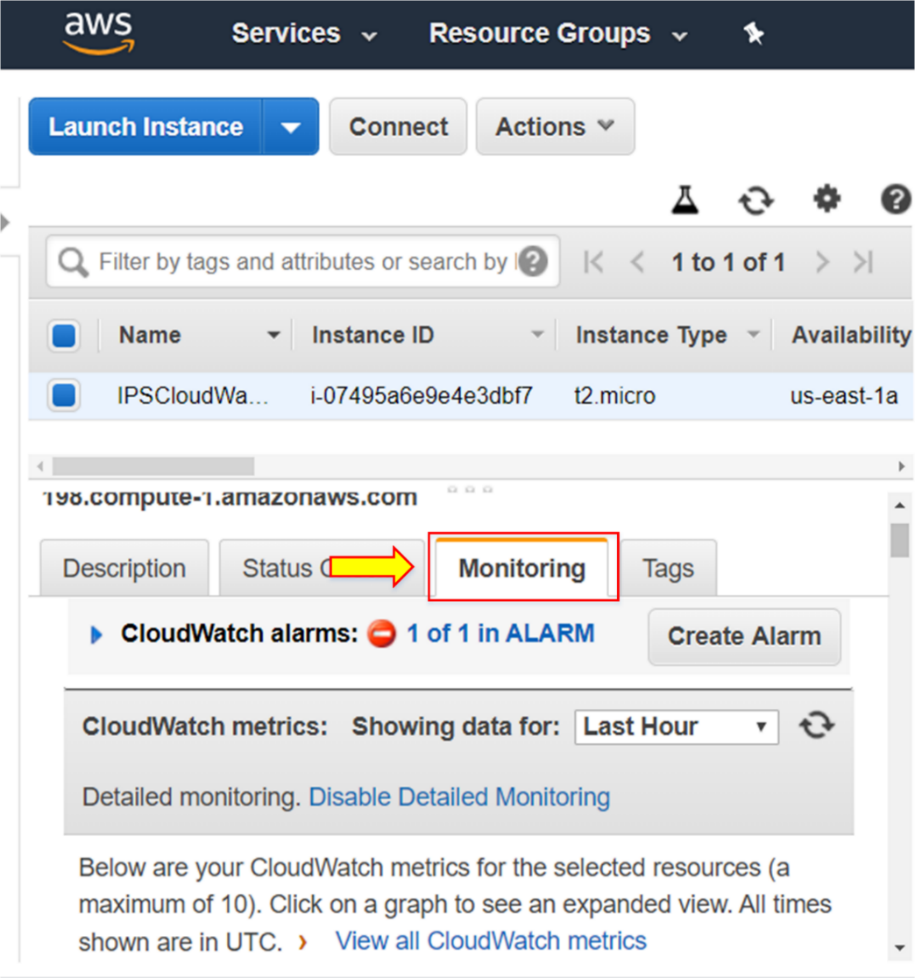 aws Services Resource Groups
Launch Instance Connect Actions
Filter by tags and attributes or search by 1 to 1 of 1
Name Instance ID Instance Type Availability
IPSCloudWa... i-07495a6e9e4e3dbf7 t2.micro us-east-1a
198.compute-1.amazonaws.com
Description Status Monitoring Tags
CloudWatch alarms: 1 of 1 in ALARM Create Alarm
CloudWatch metrics: Showing data for: Last Hour
Detailed monitoring. Disable Detailed Monitoring
Below are your CloudWatch metrics for the selected resources (a
maximum of 10). Click on a graph to see an expanded view. All times
shown are in UTC. View all CloudWatch metrics